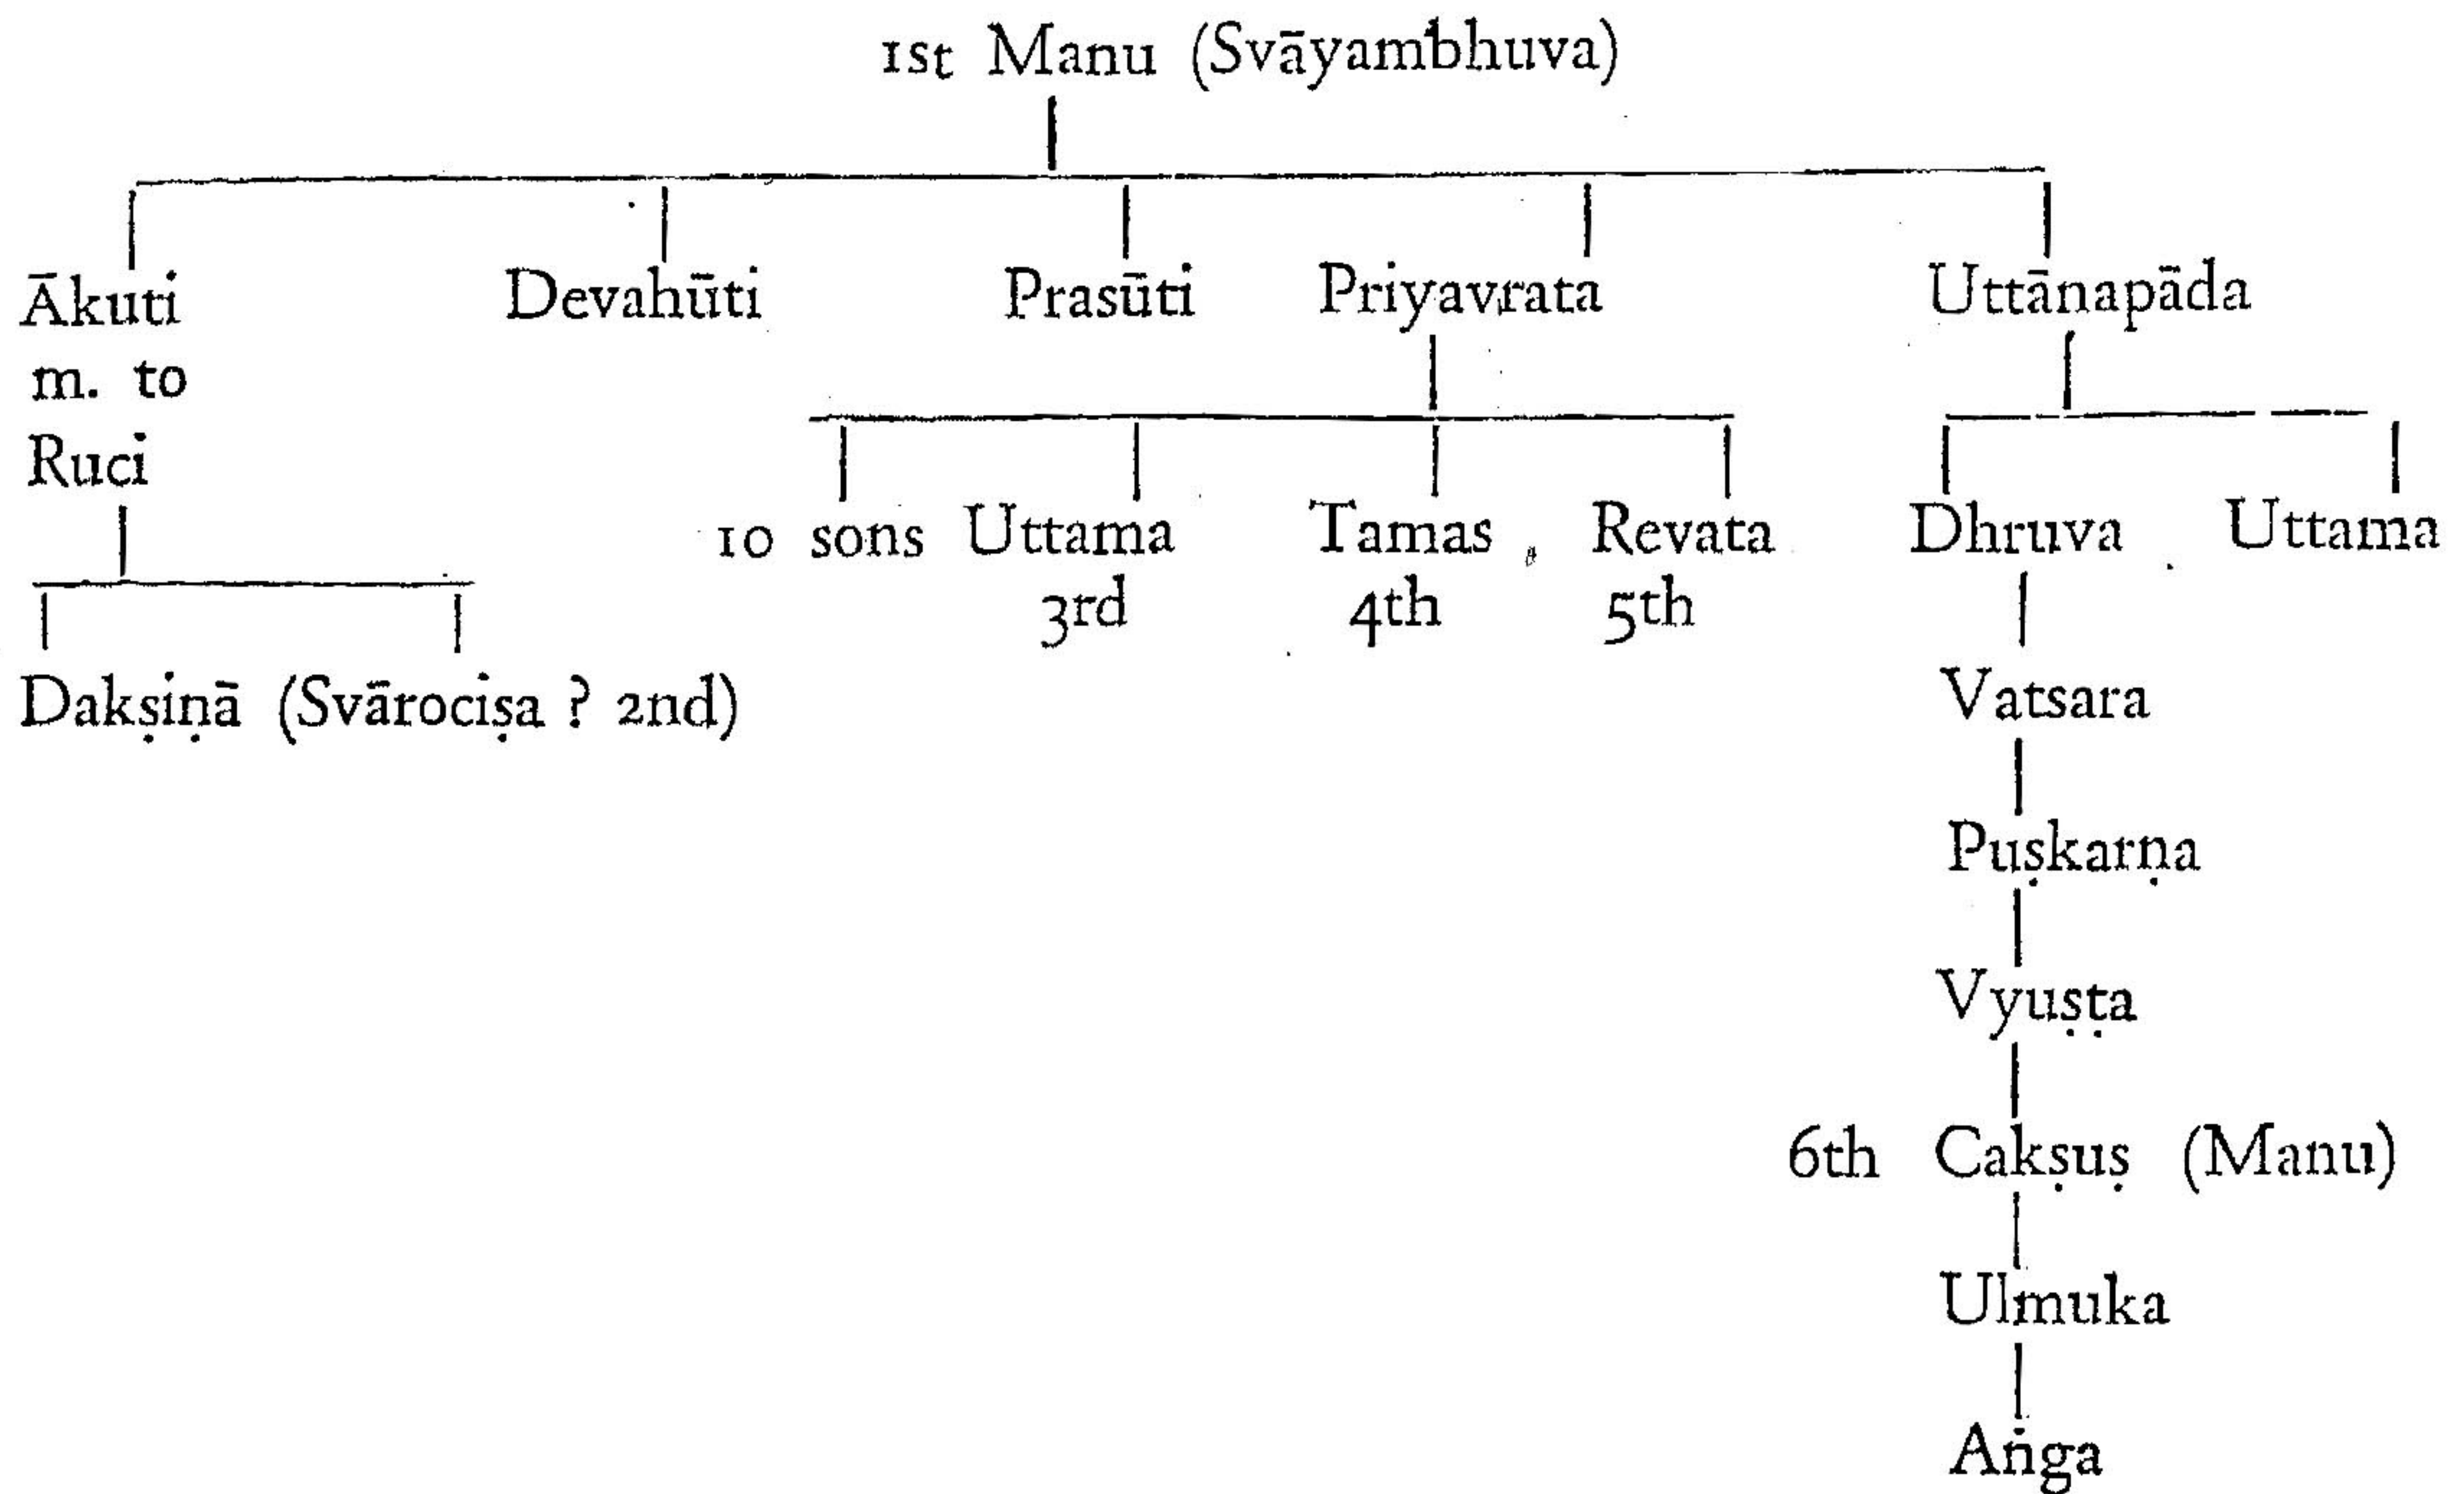 1st Manu (Svāyambhuva)
Ākuti Devahūti Prasūti Priyavrata Uttānapāda
m. to
Ruci
10 sons Uttama Tamas Revata Dhruva Uttama
3rd 4th 5th
Dakṣiṇā (Svārociṣa ? 2nd) Vatsara
Puṣkarṇa
Vyuṣṭa
6th Cakṣuṣ (Manu)
Ulmuka
Aṅga